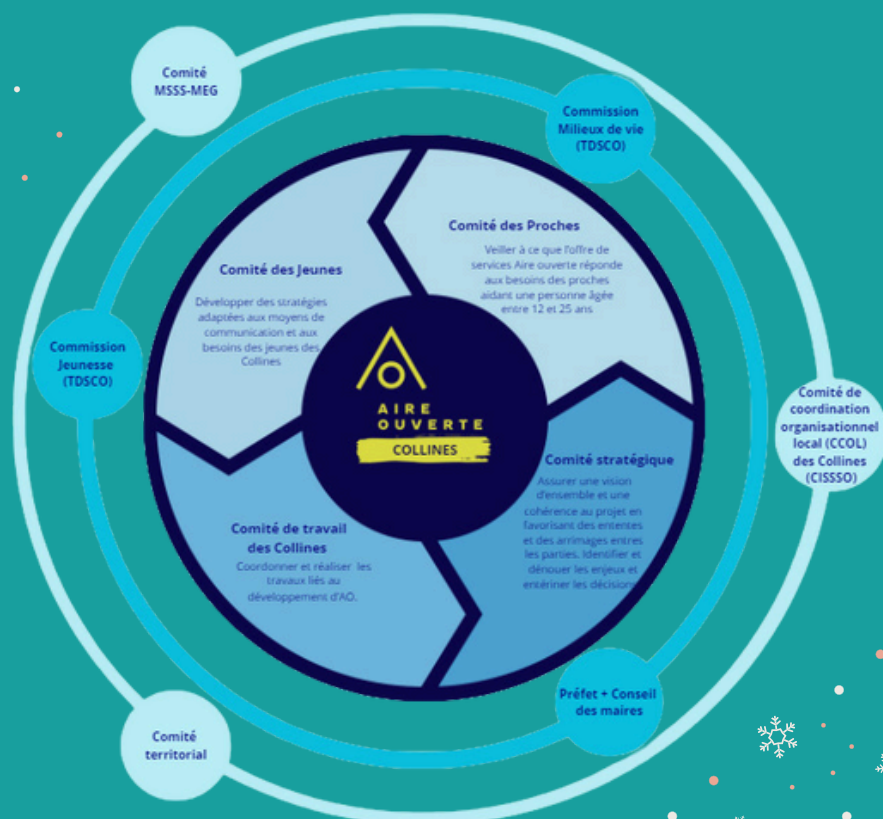 Comité
MSSS-MEG
Commission
Milieux de vie
(TDSCO)
Comité des Proches
Veiller à ce que l'offre de
services Aire ouverte réponde
aux besoins des proches
aidant une personne âgée
entre 12 et 25 ans
Comité des Jeunes
Développer des stratégies
adaptées aux moyens de
communication et aux
besoins des jeunes des
Collines
Commission
Jeunesse
(TDSCO)
AIRE
OUVERTE
COLLINES
Comité de
coordination
organisationnel
local (CCOL)
des Collines
(CISSSO)
Comité stratégique
Assurer une vision
d'ensemble et une
cohérence au projet en
favorisant des ententes
et des arrimages entres
les parties. Identifier et
dénouer les enjeux et
entériner les décisions
Comité de travail
des Collines
Coordonner et réaliser les
travaux liés au
développement d'AO.
Préfet + Conseil
des maires
Comité
territorial